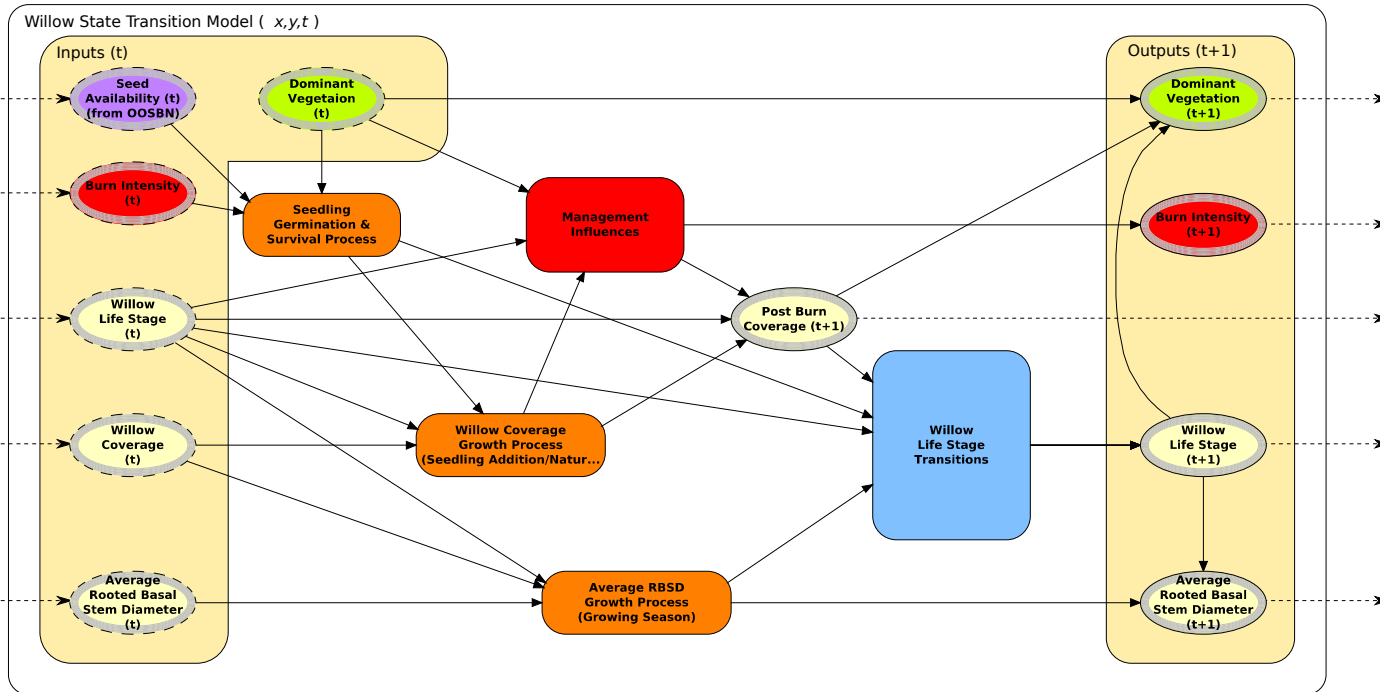 Willow State Transition Model ( x,y,t )
Inputs (t)
Outputs (t+1)
Seed
Availability (t)
(from OOSBN)
Dominant
Vegetaion
(t)
Dominant
Vegetation
(t+1)
Burn Intensity
(t)
Seedling
Germination &
Survival Process
Management
Influences
Burn Intensity
(t+1)
Willow
Life Stage
(t)
Post Burn
Coverage (t+1)
Willow
Coverage
(t)
Willow Coverage
Growth Process
(Seedling Addition/Natur...
Willow
Life Stage
Transitions
Willow
Life Stage
(t+1)
Average
Rooted Basal
Stem Diameter
(t)
Average RBSD
Growth Process
(Growing Season)
Average
Rooted Basal
Stem Diameter
(t+1)